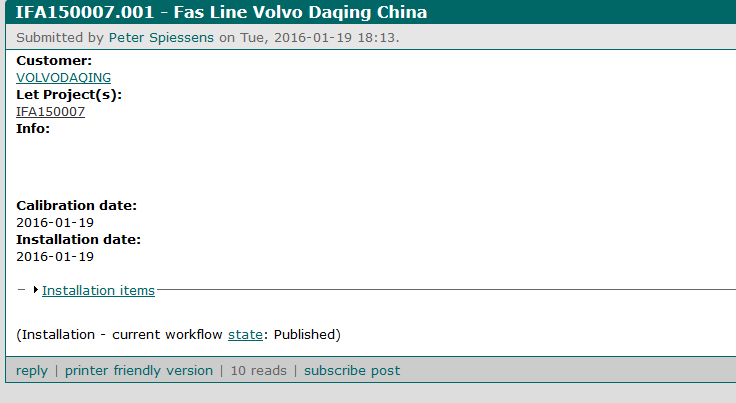 IFA150007.001 - Fas Line Volvo Daqing China
Submitted by Peter Spiessens on Tue, 2016-01-19 18:13.
Customer:
VOLVODAQING
Let Project(s):
IFA150007
Info:
Calibration date:
2016-01-19
Installation date:
2016-01-19
Installation items
(Installation - current workflow state: Published)
reply | printer friendly version | 10 reads | subscribe post